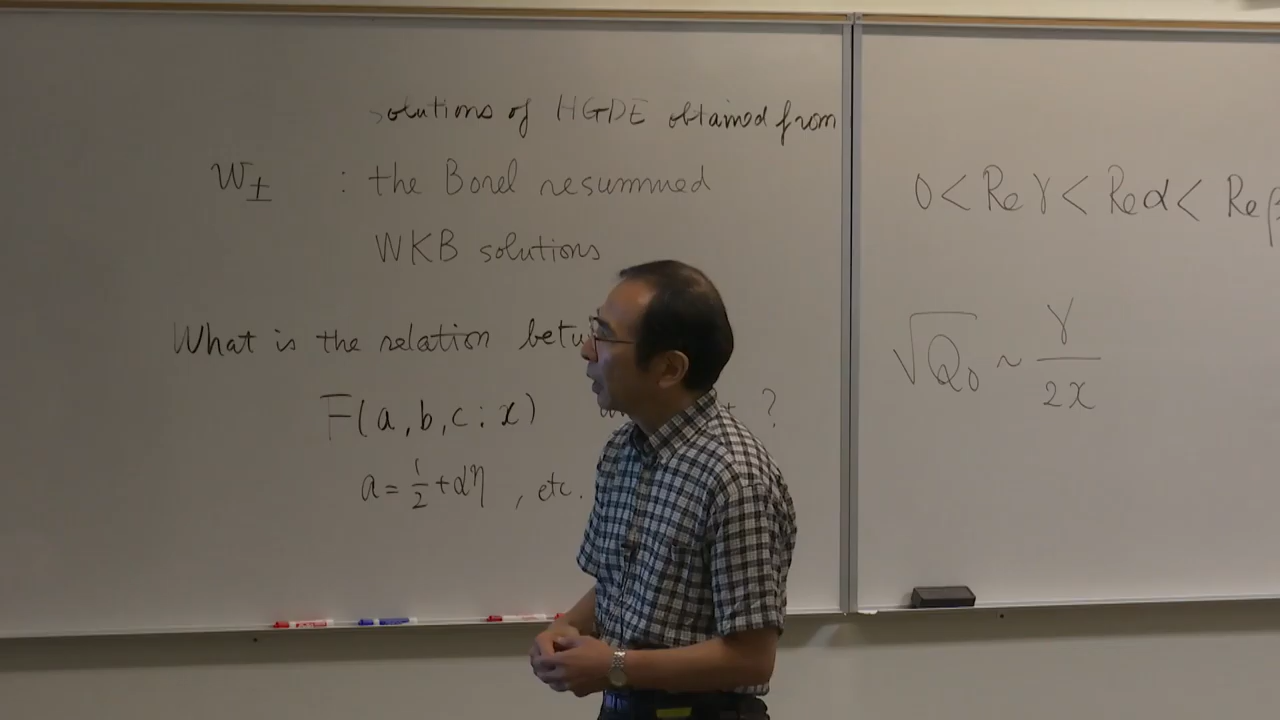 solutions of HGDE obtained from
W± : the Borel resummed
WKB solutions
What is the relation
F(a,b,c;x) ?
a=1/2+αη , etc.
0<Re γ<Re α< Re β
√Q₀ ~ γ/2x